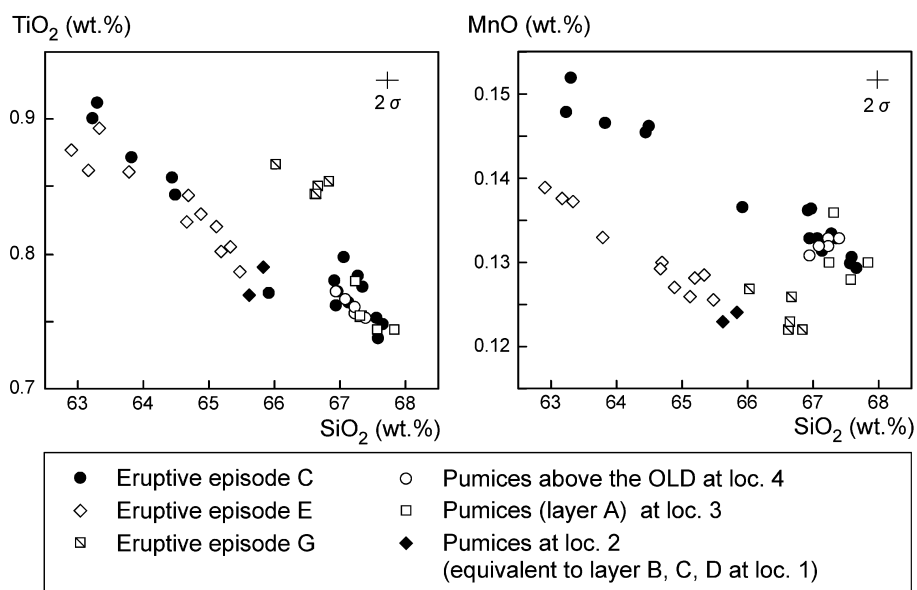 TiO2 (wt.%)
MnO (wt.%)
2 σ
2 σ
0.9
0.8
0.7
0.15
0.14
0.13
0.12
63 64 65 66 67 68
63 64 65 66 67 68
SiO2 (wt.%)
SiO2 (wt.%)
Eruptive episode C
Eruptive episode E
Eruptive episode G
Pumices above the OLD at loc. 4
Pumices (layer A) at loc. 3
Pumices at loc. 2
(equivalent to layer B, C, D at loc. 1)